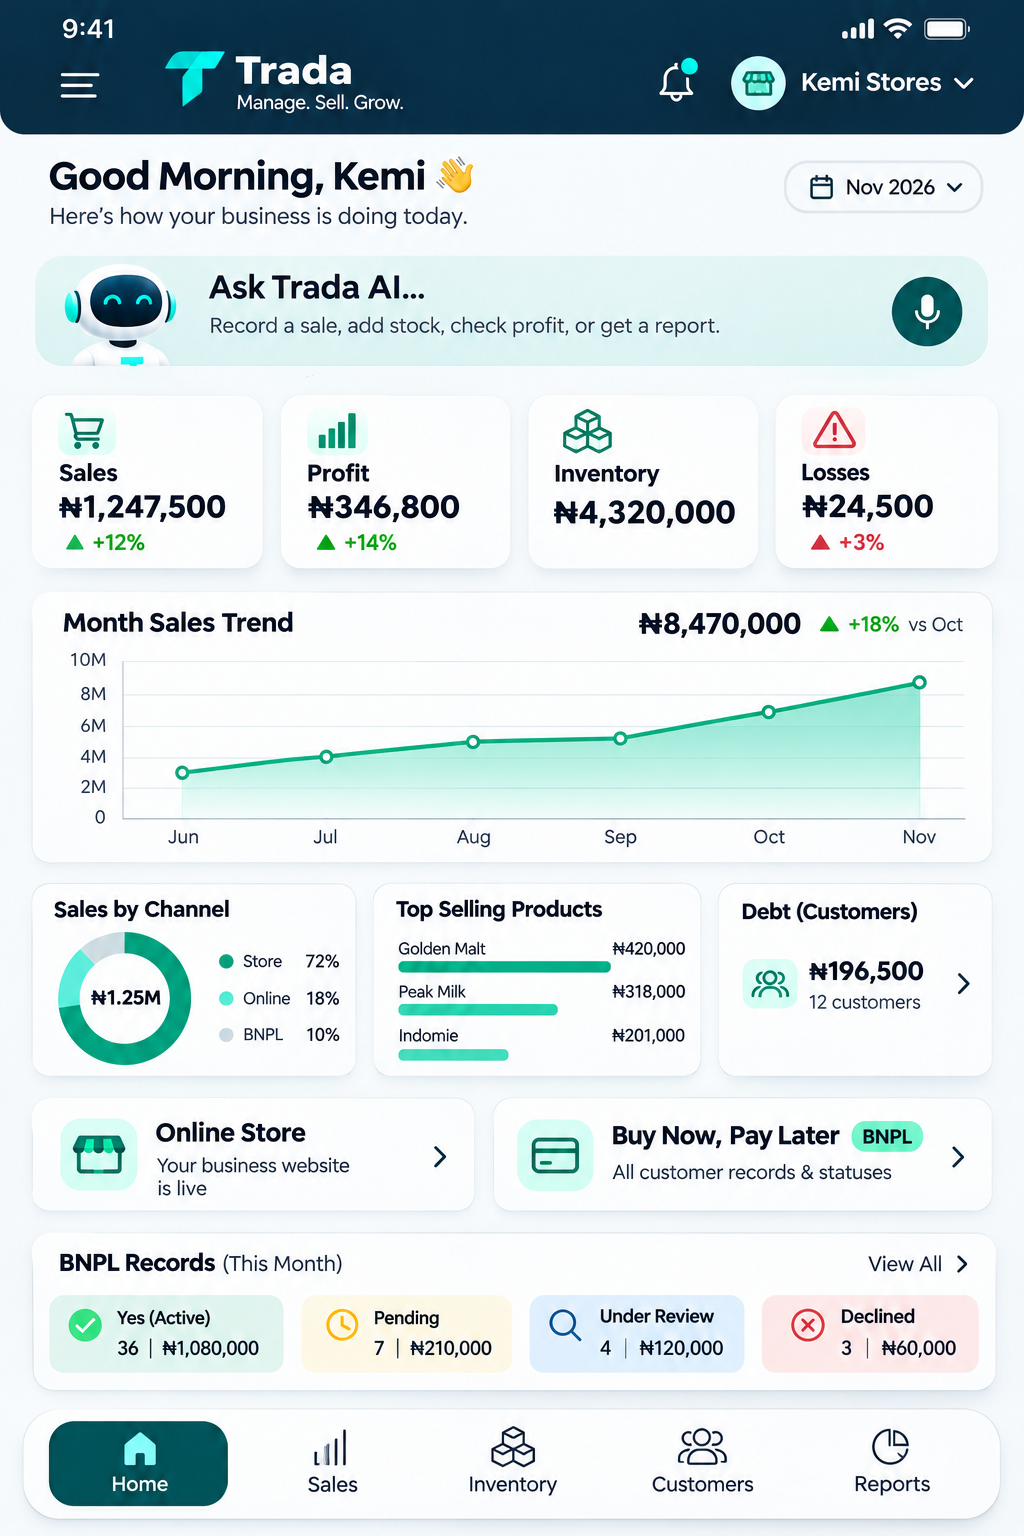 9:41
Trada
Manage. Sell. Grow.
Kemi Stores
Good Morning, Kemi 👋
Here's how your business is doing today.
Nov 2026
Ask Trada AI...
Record a sale, add stock, check profit, or get a report.
Sales
₦1,247,500
▲ +12%
Profit
₦346,800
▲ +14%
Inventory
₦4,320,000
Losses
₦24,500
▲ +3%
Month Sales Trend
₦8,470,000 ▲ +18% vs Oct
10M
8M
6M
4M
2M
0
Jun Jul Aug Sep Oct Nov
Sales by Channel
₦1.25M
Store 72%
Online 18%
BNPL 10%
Top Selling Products
Golden Malt ₦420,000
Peak Milk ₦318,000
Indomie ₦201,000
Debt (Customers)
₦196,500
12 customers
Online Store
Your business website
is live
Buy Now, Pay Later BNPL
All customer records & statuses
BNPL Records (This Month)
View All
Yes (Active)
36 | ₦1,080,000
Pending
7 | ₦210,000
Under Review
4 | ₦120,000
Declined
3 | ₦60,000
Home
Sales
Inventory
Customers
Reports